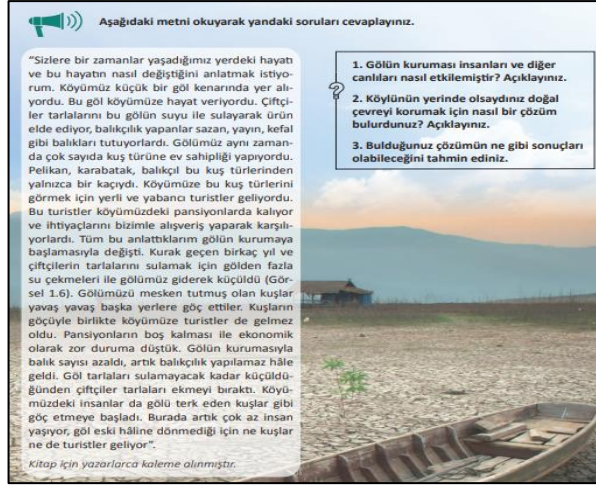 Aşağıdaki metni okuyarak yandaki soruları cevaplayınız.
“Sizlere bir zamanlar yaşadığımız yerdeki hayatı
ve bu hayatın nasıl değiştiğini anlatmak istiyo-
rum. Köyümüz küçük bir göl kenarında yer alı-
yordu. Bu göl köyümüze hayat veriyordu. Çiftçi-
ler tarlalarını bu gölün suyu ile sulayarak ürün
elde ediyor, balıkçılık yapanlar sazan, yayın, kefal
gibi balıkları tutuyorlardı. Gölümüz aynı zaman-
da çok sayıda kuş türüne ev sahipliği yapıyordu.
Pelikan, karabatak, balıkçıl bu kuş türlerinden
yalnızca bir kaçıydı. Köyümüze bu kuş türlerini
görmek için yerli ve yabancı turistler geliyordu.
Bu turistler köyümüzdeki pansiyonlarda kalıyor
ve ihtiyaçlarını bizimle alışveriş yaparak karşılı-
yorlardı. Tüm bu anlattıklarım gölün kurumaya
başlamasıyla değişti. Kurak geçen birkaç yıl ve
çiftçilerin tarlalarını sulamak için gölden fazla
su çekmeleri ile gölümüz giderek küçüldü (Gör-
sel 1.6). Gölümüzü mesken tutmuş olan kuşlar
yavaş yavaş başka yerlere göç ettiler. Kuşların
göçüyle birlikte köyümüze turistler de gelmez
oldu. Pansiyonların boş kalması ile ekonomik
olarak zor duruma düştük. Gölün kurumasıyla
balık sayısı azaldı, artık balıkçılık yapılamaz hâle
geldi. Göl tarlaları sulamayacak kadar küçüldü-
ğünden çiftçiler tarlaları ekmeyi bıraktı. Köyü-
müzdeki insanlar da gölü terk eden kuşlar gibi
göç etmeye başladı. Burada artık çok az insan
yaşıyor, göl eski hâline dönmediği için ne kuşlar
ne de turistler geliyor”.
Kitap için yazarlarca kaleme alınmıştır.
?
1. Gölün kuruması insanları ve diğer
canlıları nasıl etkilemiştir? Açıklayınız.
2. Köylünün yerinde olsaydınız doğal
çevreyi korumak için nasıl bir çözüm
bulurdunuz? Açıklayınız.
3. Bulduğunuz çözümün ne gibi sonuçları
olabileceğini tahmin ediniz.